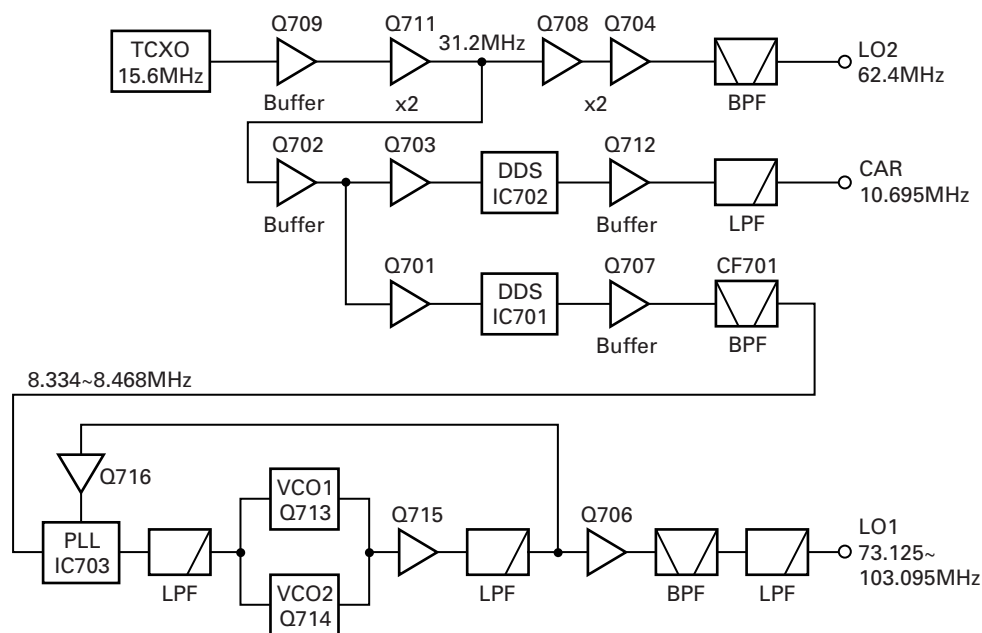 TCXO
15.6MHz
Q709
Buffer
Q711
x2
31.2MHz
Q708
Q704
x2
BPF
LO2
62.4MHz
Q702
Buffer
Q703
DDS
IC702
Q712
Buffer
LPF
CAR
10.695MHz
Q701
DDS
IC701
Q707
Buffer
CF701
BPF
8.334~8.468MHz
Q716
PLL
IC703
LPF
VCO1
Q713
VCO2
Q714
Q715
LPF
Q706
BPF
LPF
LO1
73.125~
103.095MHz